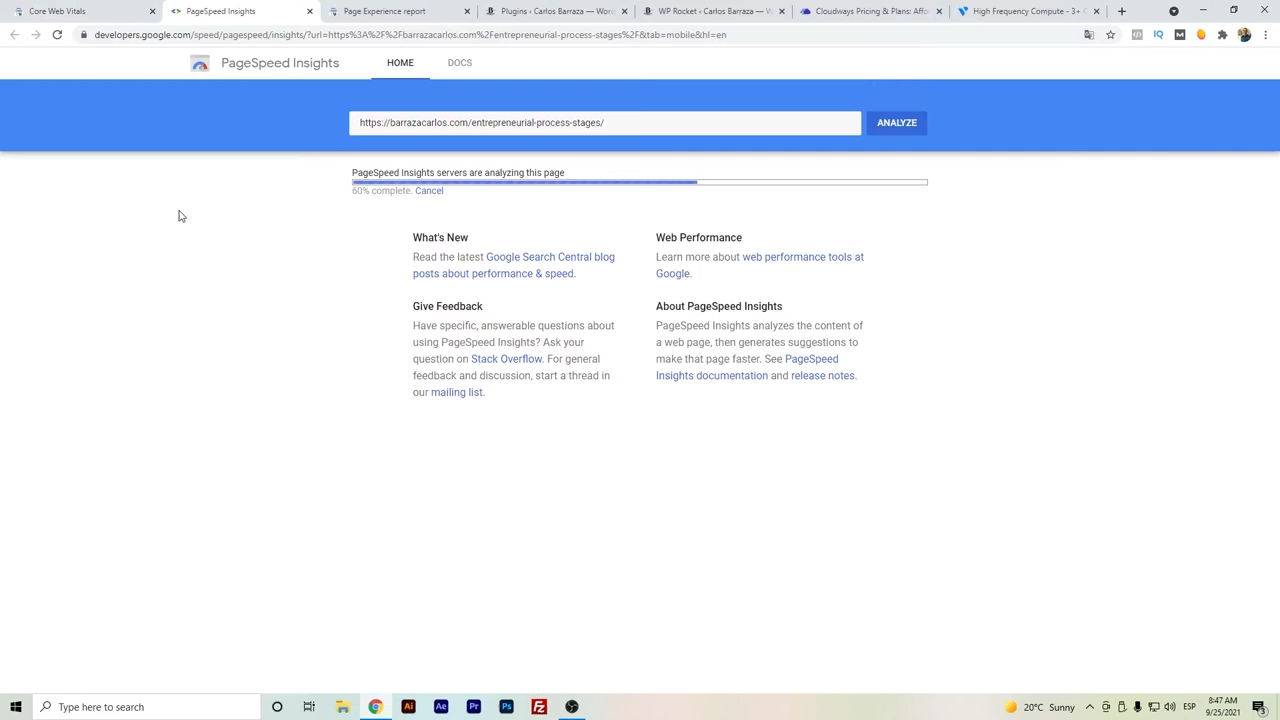 Core Web Vitals
PageSpeed Insights
Page Experience report
Plugins ‹ Carlos Barraza — Word
WP Rocket ‹ Carlos Barraza — W
Cloudways Pricing & Plans: Affo
High Frequency Compute - 3+
developers.google.com/speed/pagespeed/insights/?url=https%3A%2F%2Fbarrazacarlos.com%2Fentrepreneurial-process-stages%2F&tab=mobile&hl=en
PageSpeed Insights
HOME
DOCS
https://barrazacarlos.com/entrepreneurial-process-stages/
ANALYZE
PageSpeed Insights servers are analyzing this page
60% complete. Cancel
What's New
Read the latest Google Search Central blog
posts about performance & speed.
Give Feedback
Have specific, answerable questions about
using PageSpeed Insights? Ask your
question on Stack Overflow. For general
feedback and discussion, start a thread in
our mailing list.
Web Performance
Learn more about web performance tools at
Google.
About PageSpeed Insights
PageSpeed Insights analyzes the content of
a web page, then generates suggestions to
make that page faster. See PageSpeed
Insights documentation and release notes.
Type here to search
Ai
Ae
Pr
Ps
Fz
20°C Sunny
ESP
8:47 AM
9/25/2021